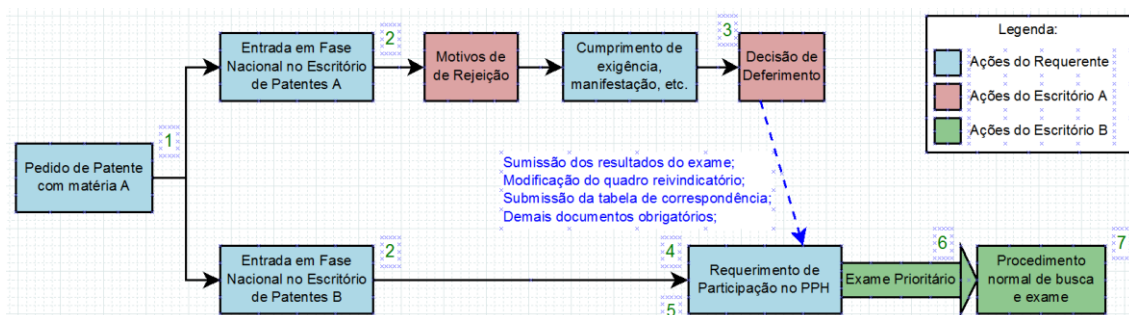 Entrada em Fase
Nacional no Escritório
de Patentes A
2
Motivos de
de Rejeição
Cumprimento de
exigência,
manifestação, etc.
3
Decisão de
Deferimento
Legenda:
Ações do Requerente
Ações do Escritório A
Ações do Escritório B
1
Pedido de Patente
com matéria A
Sumissão dos resultados do exame;
Modificação do quadro reivindicatório;
Submissão da tabela de correspondência;
Demais documentos obrigatórios;
Entrada em Fase
Nacional no Escritório
de Patentes B
2
4
5
Requerimento de
Participação no PPH
6
Exame Prioritário
7
Procedimento
normal de busca
e exame